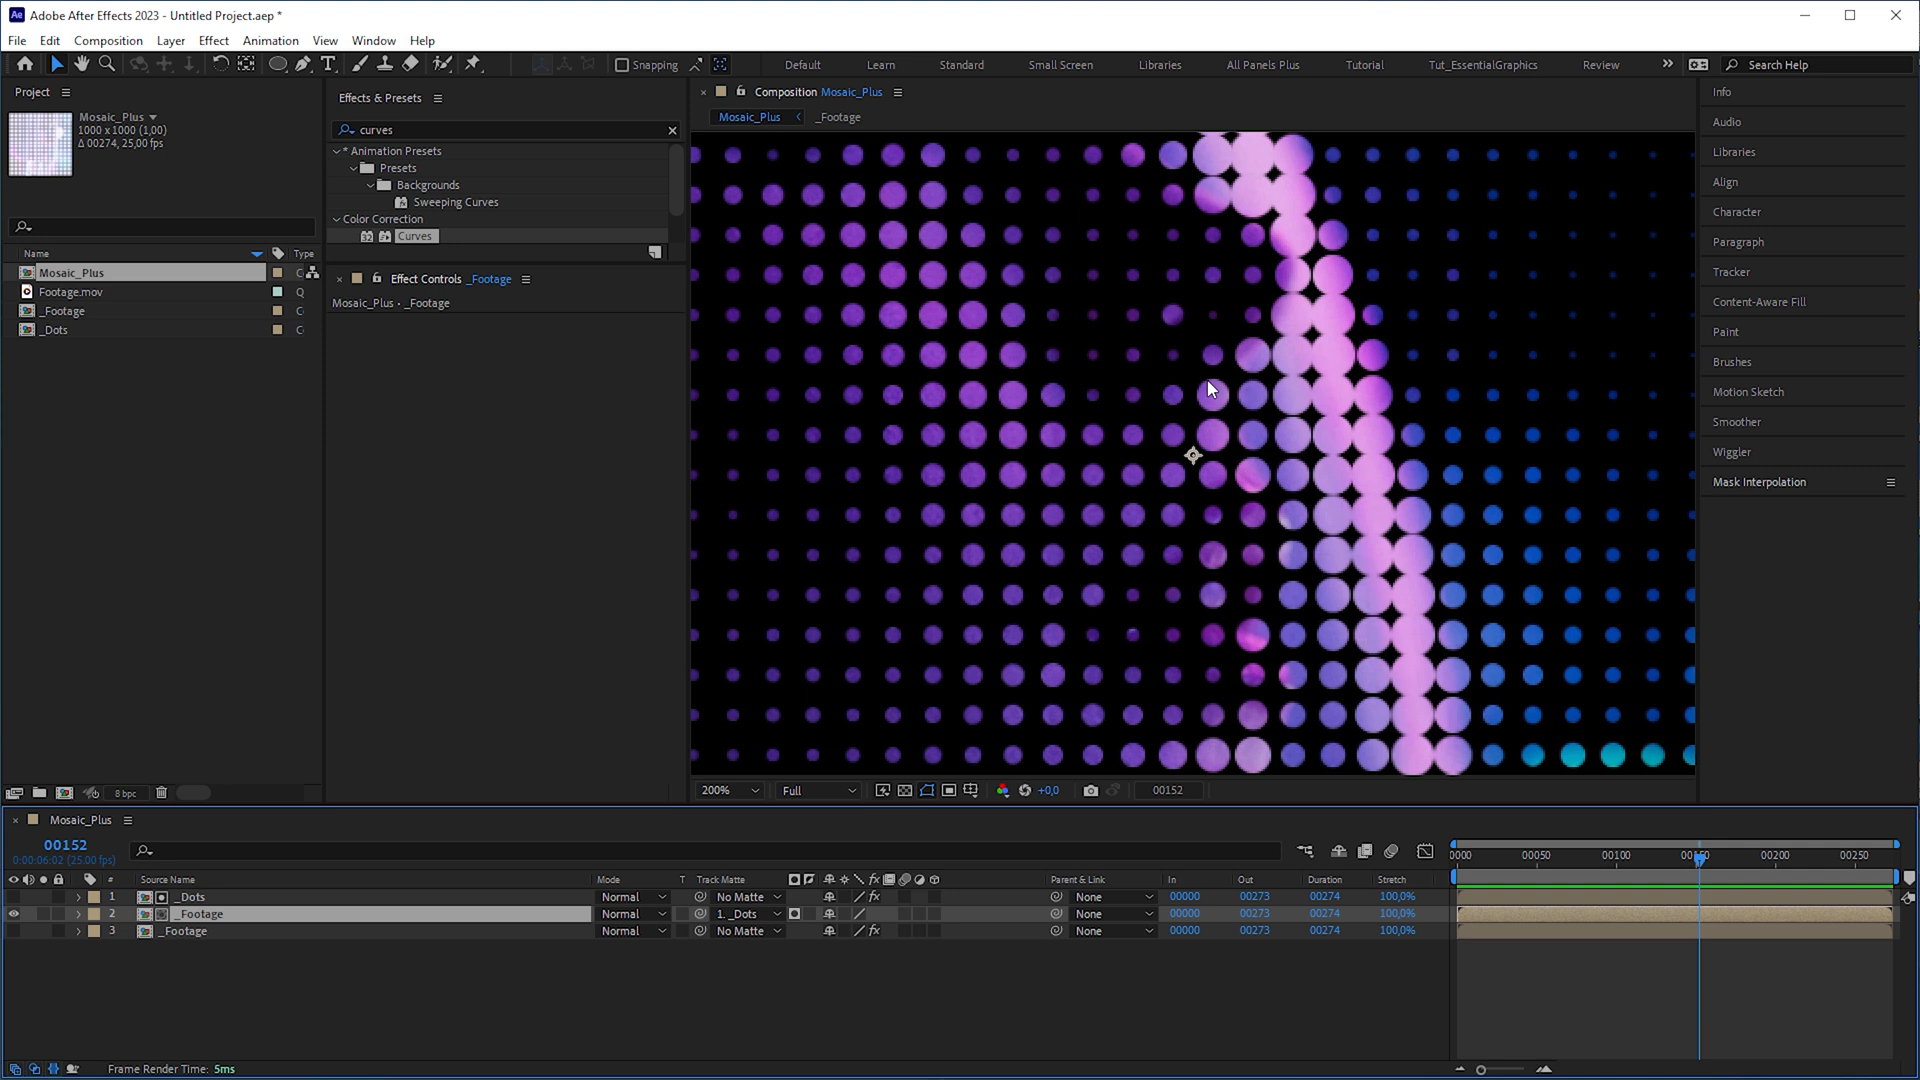 Ae Adobe After Effects 2023 - Untitled Project.aep *
File Edit Composition Layer Effect Animation View Window Help
Snapping Default Learn Standard Small Screen Libraries All Panels Plus Tutorial Tut_EssentialGraphics Review Search Help
Project
Mosaic_Plus
1000 x 1000 (1,00)
Δ 00274, 25,00 fps
Name Type
Mosaic_Plus C
Footage.mov Q
_Footage C
_Dots C
8 bpc
Effects & Presets
curves
* Animation Presets
Presets
Backgrounds
Sweeping Curves
Color Correction
32 Curves
Effect Controls _Footage
Mosaic_Plus · _Footage
Composition Mosaic_Plus
Mosaic_Plus _Footage
200% Full +0,0 00152
Info
Audio
Libraries
Align
Character
Paragraph
Tracker
Content-Aware Fill
Paint
Brushes
Motion Sketch
Smoother
Wiggler
Mask Interpolation
Mosaic_Plus
00152
0:00:06:02 (25.00 fps)
0000 00050 00100 00200 00250
# Source Name Mode T Track Matte fx Parent & Link In Out Duration Stretch
1 _Dots Normal No Matte fx None 00000 00273 00274 100,0%
2 _Footage Normal 1. _Dots None 00000 00273 00274 100,0%
3 _Footage Normal No Matte fx None 00000 00273 00274 100,0%
Frame Render Time: 5ms